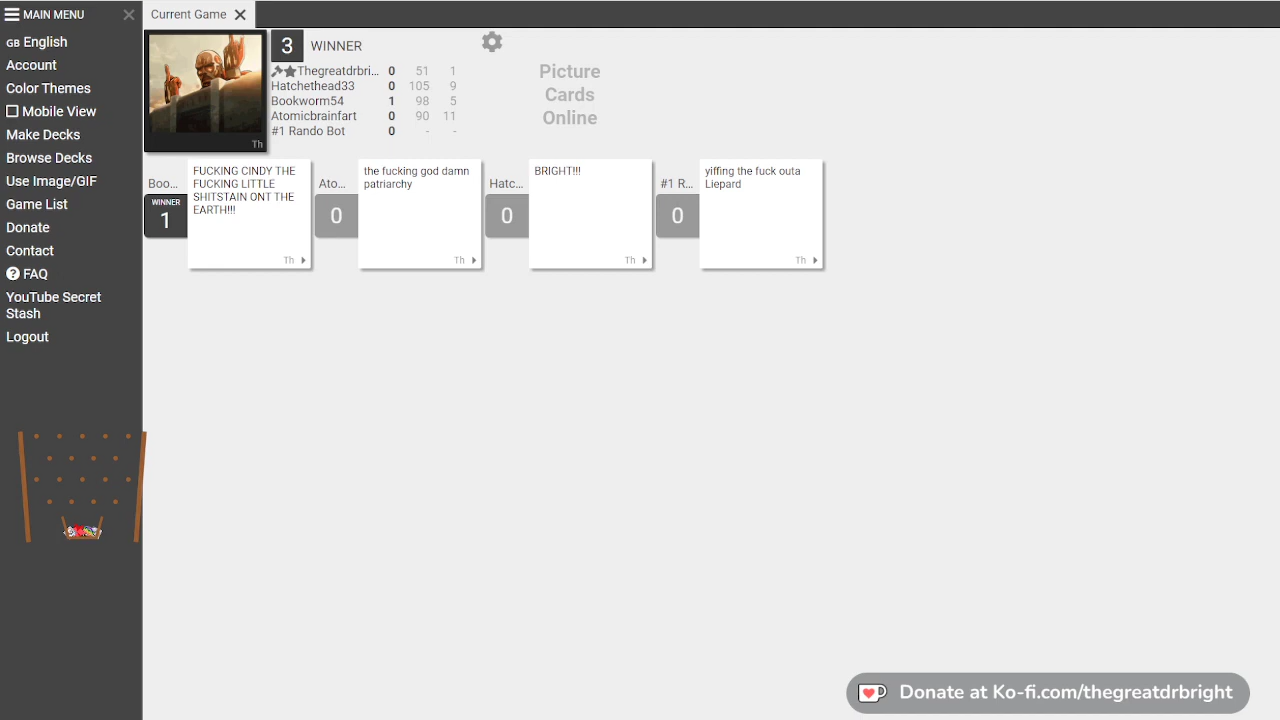 MAIN MENU
Current Game
GB English
Account
Color Themes
Mobile View
Make Decks
Browse Decks
Use Image/GIF
Game List
Donate
Contact
? FAQ
YouTube Secret
Stash
Logout
Th
3 WINNER
Thegreatdrbri... 0 51 1
Hatchethead33 0 105 9
Bookworm54 1 98 5
Atomicbrainfart 0 90 11
#1 Rando Bot 0 - -
Picture
Cards
Online
Boo...
WINNER
1
FUCKING CINDY THE
FUCKING LITTLE
SHITSTAIN ONT THE
EARTH!!!
Th
Ato...
0
the fucking god damn
patriarchy
Th
Hatc...
0
BRIGHT!!!
Th
#1 R...
0
yiffing the fuck outa
Liepard
Th
Donate at Ko-fi.com/thegreatdrbright